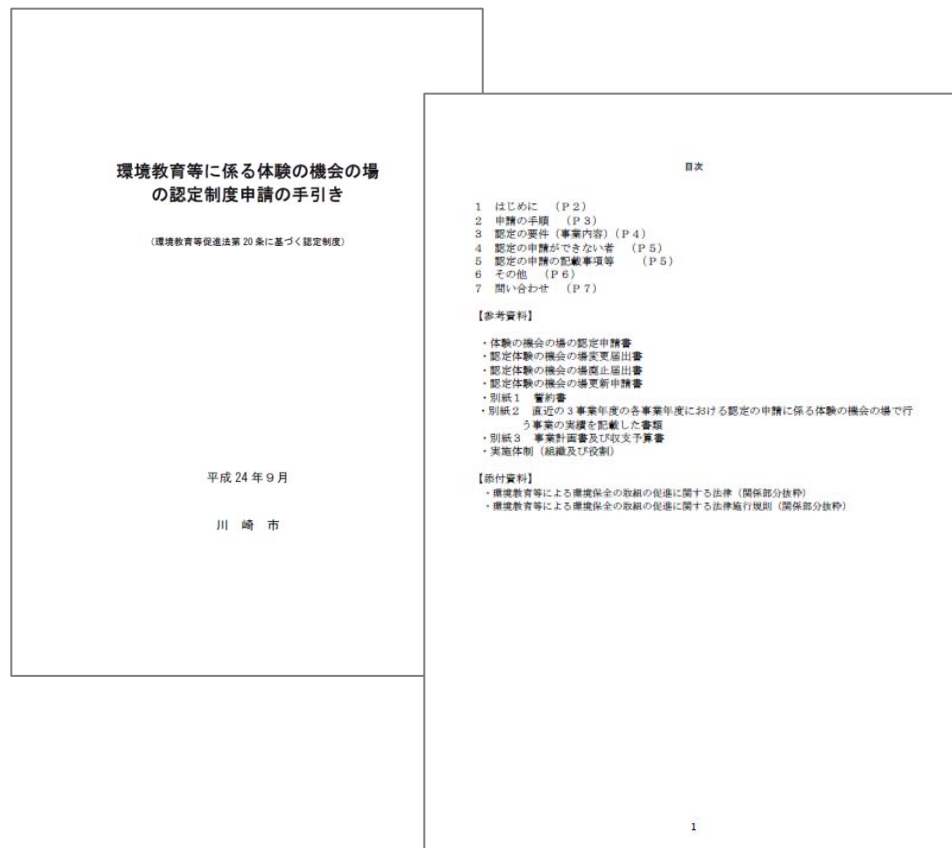 環境教育等に係る体験の機会の場
の認定制度申請の手引き
（環境教育等促進法第20条に基づく認定制度）
平成24年９月
川　崎　市
目次
１　はじめに　（Ｐ２）
２　申請の手順　（Ｐ３）
３　認定の要件（事業内容）（Ｐ４）
４　認定の申請ができない者　（Ｐ５）
５　認定の申請の記載事項等　　（Ｐ５）
６　その他　（Ｐ６）
７　問い合わせ　（Ｐ７）
【参考資料】
・体験の機会の場の認定申請書
・認定体験の機会の場変更届出書
・認定体験の機会の場廃止届出書
・認定体験の機会の場更新申請書
・別紙１　誓約書
・別紙２　直近の３事業年度の各事業年度における認定の申請に係る体験の機会の場で行
う事業の実績を記載した書類
・別紙３　事業計画書及び収支予算書
・実施体制（組織及び役割）
【添付資料】
・環境教育等による環境保全の取組の促進に関する法律（関係部分抜粋）
・環境教育等による環境保全の取組の促進に関する法律施行規則（関係部分抜粋）
1